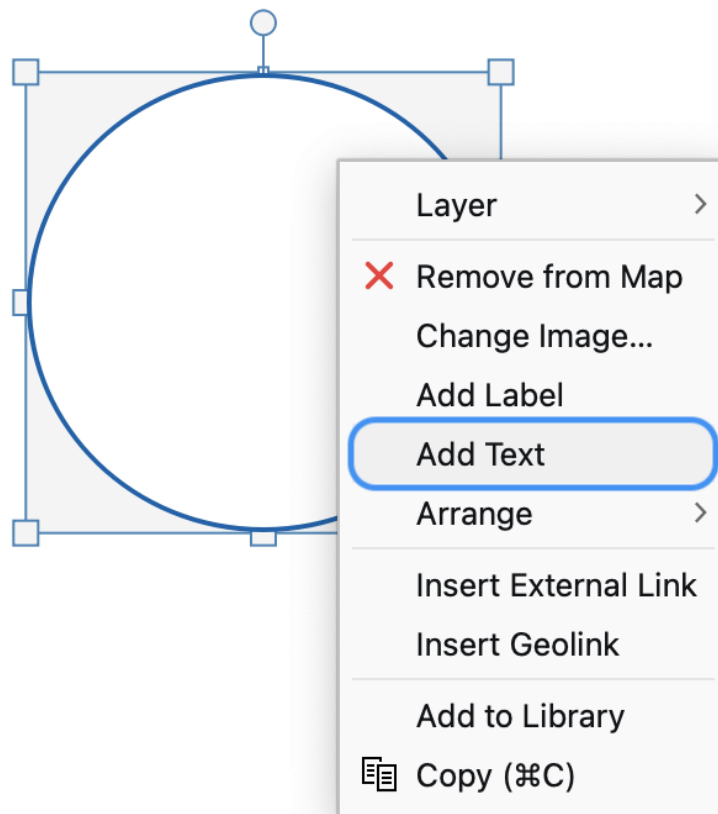 Layer
Remove from Map
Change Image...
Add Label
Add Text
Arrange
Insert External Link
Insert Geolink
Add to Library
Copy (⌘C)